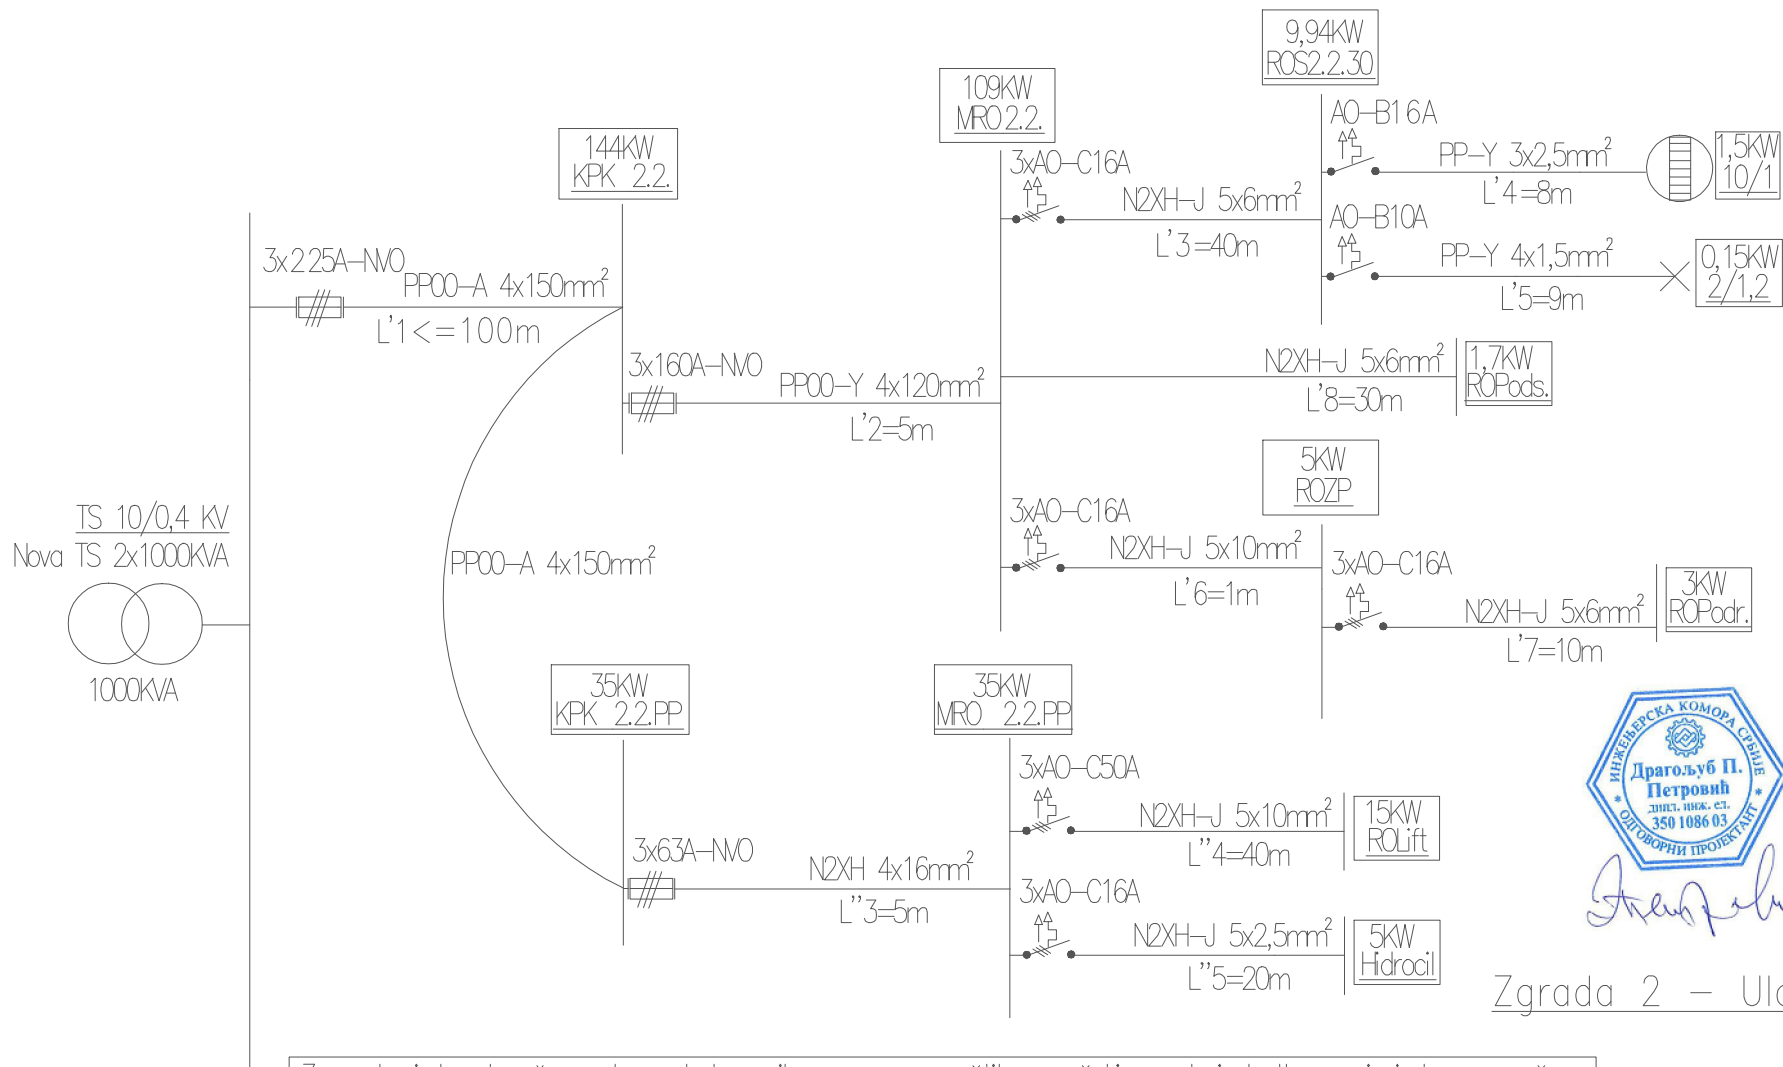 9,94KW
ROS2.2.30
109KW
MRO2.2.
AO-B16A
144KW
KPK 2.2.
3xAO-C16A
PP-Y 3x2,5mm²
L'4=8m
1,5KW
10/1
N2XH-J 5x6mm²
L'3=40m
AO-B10A
3x225A-NVO
PP00-A 4x150mm²
L'1<=100m
PP-Y 4x1,5mm²
L'5=9m
0,15KW
2/1,2
3x160A-NVO
PP00-Y 4x120mm²
L'2=5m
N2XH-J 5x6mm²
L'8=30m
1,7KW
ROPods.
5KW
ROZP
TS 10/0,4 KV
Nova TS 2x1000KVA
1000KVA
PP00-A 4x150mm²
3xAO-C16A
N2XH-J 5x10mm²
L'6=1m
3xAO-C16A
N2XH-J 5x6mm²
L'7=10m
3KW
ROPodr.
35KW
KPK 2.2.PP
35KW
MRO 2.2.PP
3xAO-C50A
N2XH-J 5x10mm²
L''4=40m
15KW
ROLift
3x63A-NVO
N2XH 4x16mm²
L''3=5m
3xAO-C16A
N2XH-J 5x2,5mm²
L''5=20m
5KW
Hidrocil
ИНЖЕЊЕРСКА КОМОРА СРБИЈЕ
Драгољуб П.
Петровић
дипл. инж. ел.
350 1086 03
* ОДГОВОРНИ ПРОЈЕКТАНТ *
Zgrada 2 -